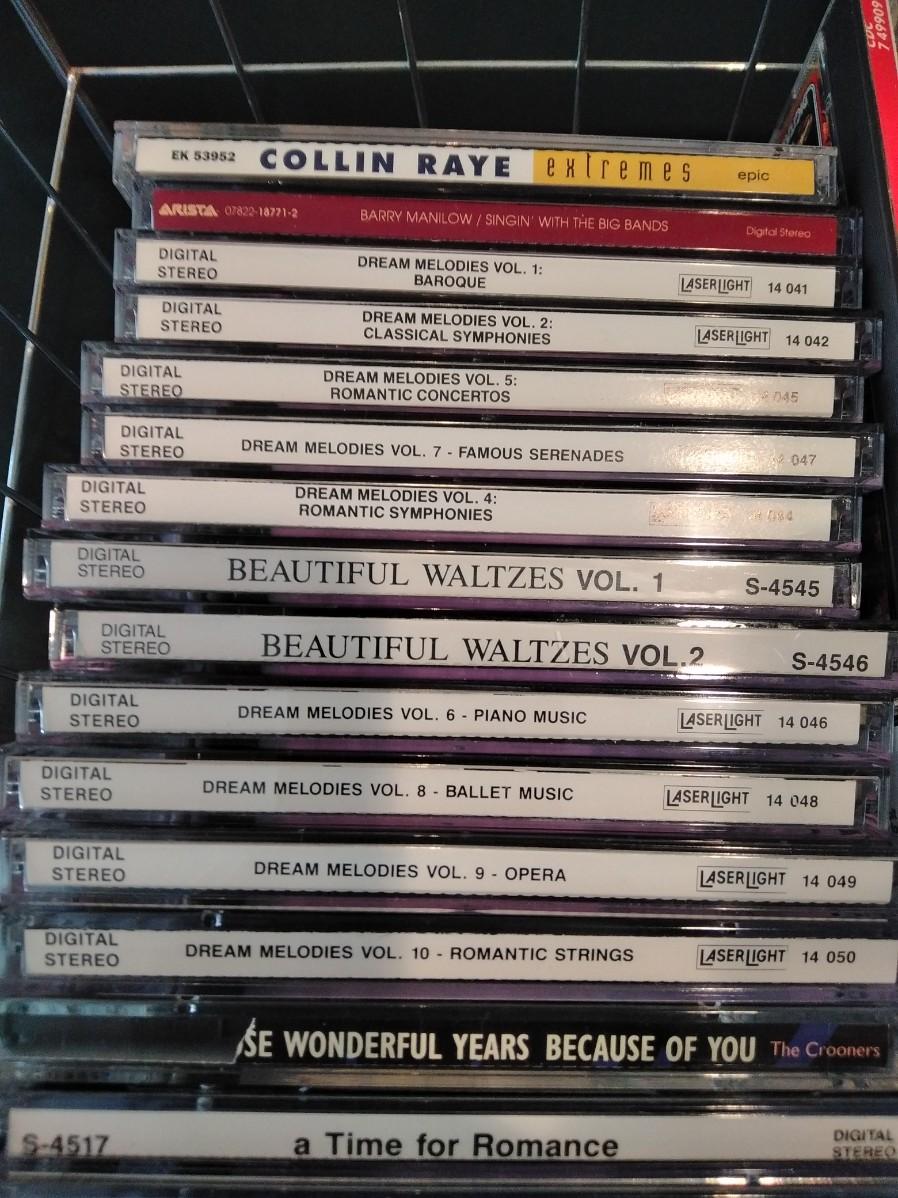 CDC
7 49909
EK 53952 COLLIN RAYE extremes epic
ARISTA 07822-18771-2 BARRY MANILOW / SINGIN' WITH THE BIG BANDS Digital Stereo
DIGITAL
STEREO
DREAM MELODIES VOL. 1:
BAROQUE
LASERLIGHT 14 041
DIGITAL
STEREO
DREAM MELODIES VOL. 2:
CLASSICAL SYMPHONIES
LASERLIGHT 14 042
DIGITAL
STEREO
DREAM MELODIES VOL. 5:
ROMANTIC CONCERTOS
045
DIGITAL
STEREO
DREAM MELODIES VOL. 7 - FAMOUS SERENADES
047
DIGITAL
STEREO
DREAM MELODIES VOL. 4:
ROMANTIC SYMPHONIES
DIGITAL
STEREO
BEAUTIFUL WALTZES VOL. 1 S-4545
DIGITAL
STEREO
BEAUTIFUL WALTZES VOL.2 S-4546
DIGITAL
STEREO
DREAM MELODIES VOL. 6 - PIANO MUSIC LASERLIGHT 14 046
DIGITAL
STEREO
DREAM MELODIES VOL. 8 - BALLET MUSIC LASERLIGHT 14 048
DIGITAL
STEREO
DREAM MELODIES VOL. 9 - OPERA LASERLIGHT 14 049
DIGITAL
STEREO
DREAM MELODIES VOL. 10 - ROMANTIC STRINGS LASERLIGHT 14 050
SE WONDERFUL YEARS BECAUSE OF YOU The Crooners
S-4517 a Time for Romance
DIGITAL
STEREO